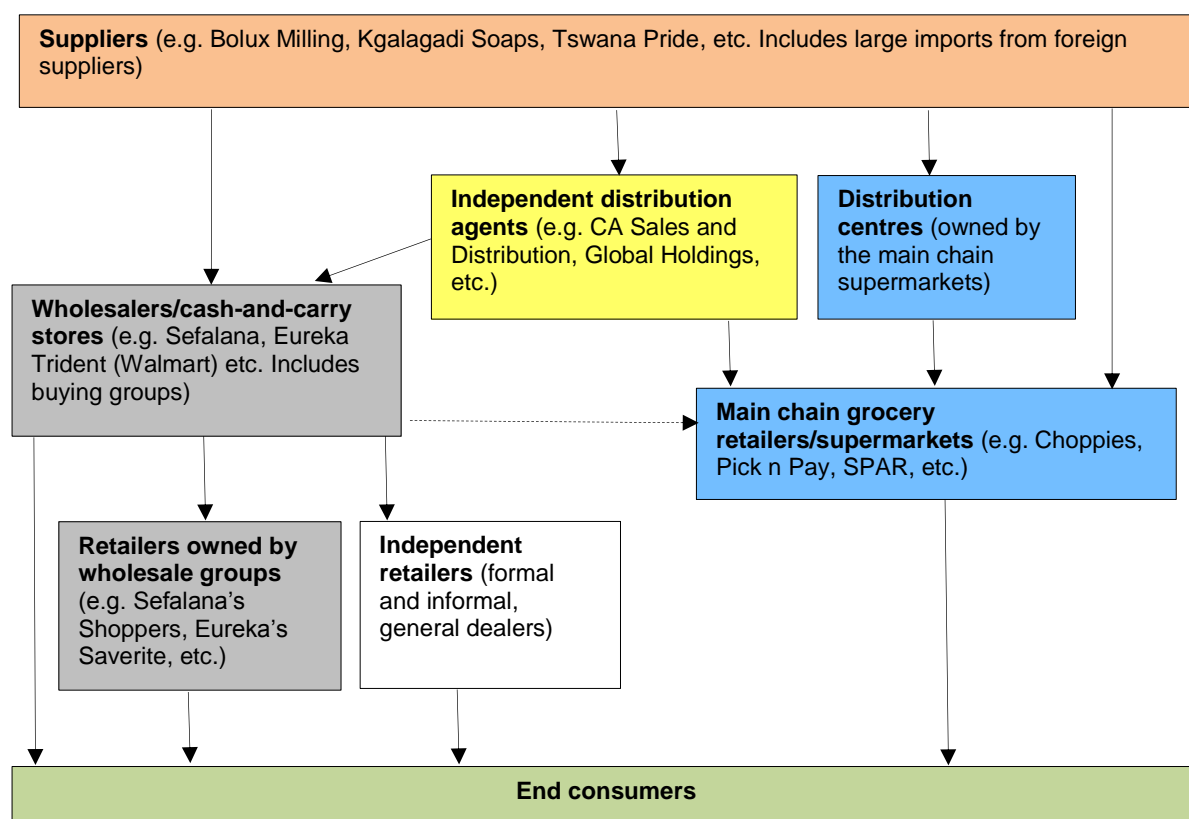 Suppliers (e.g. Bolux Milling, Kgalagadi Soaps, Tswana Pride, etc. Includes large imports from foreign
suppliers)
Independent distribution
agents (e.g. CA Sales and
Distribution, Global Holdings,
etc.)
Distribution
centres (owned by
the main chain
supermarkets)
Wholesalers/cash-and-carry
stores (e.g. Sefalana, Eureka
Trident (Walmart) etc. Includes
buying groups)
Main chain grocery
retailers/supermarkets (e.g. Choppies,
Pick n Pay, SPAR, etc.)
Retailers owned by
wholesale groups
(e.g. Sefalana’s
Shoppers, Eureka’s
Saverite, etc.)
Independent
retailers (formal
and informal,
general dealers)
End consumers